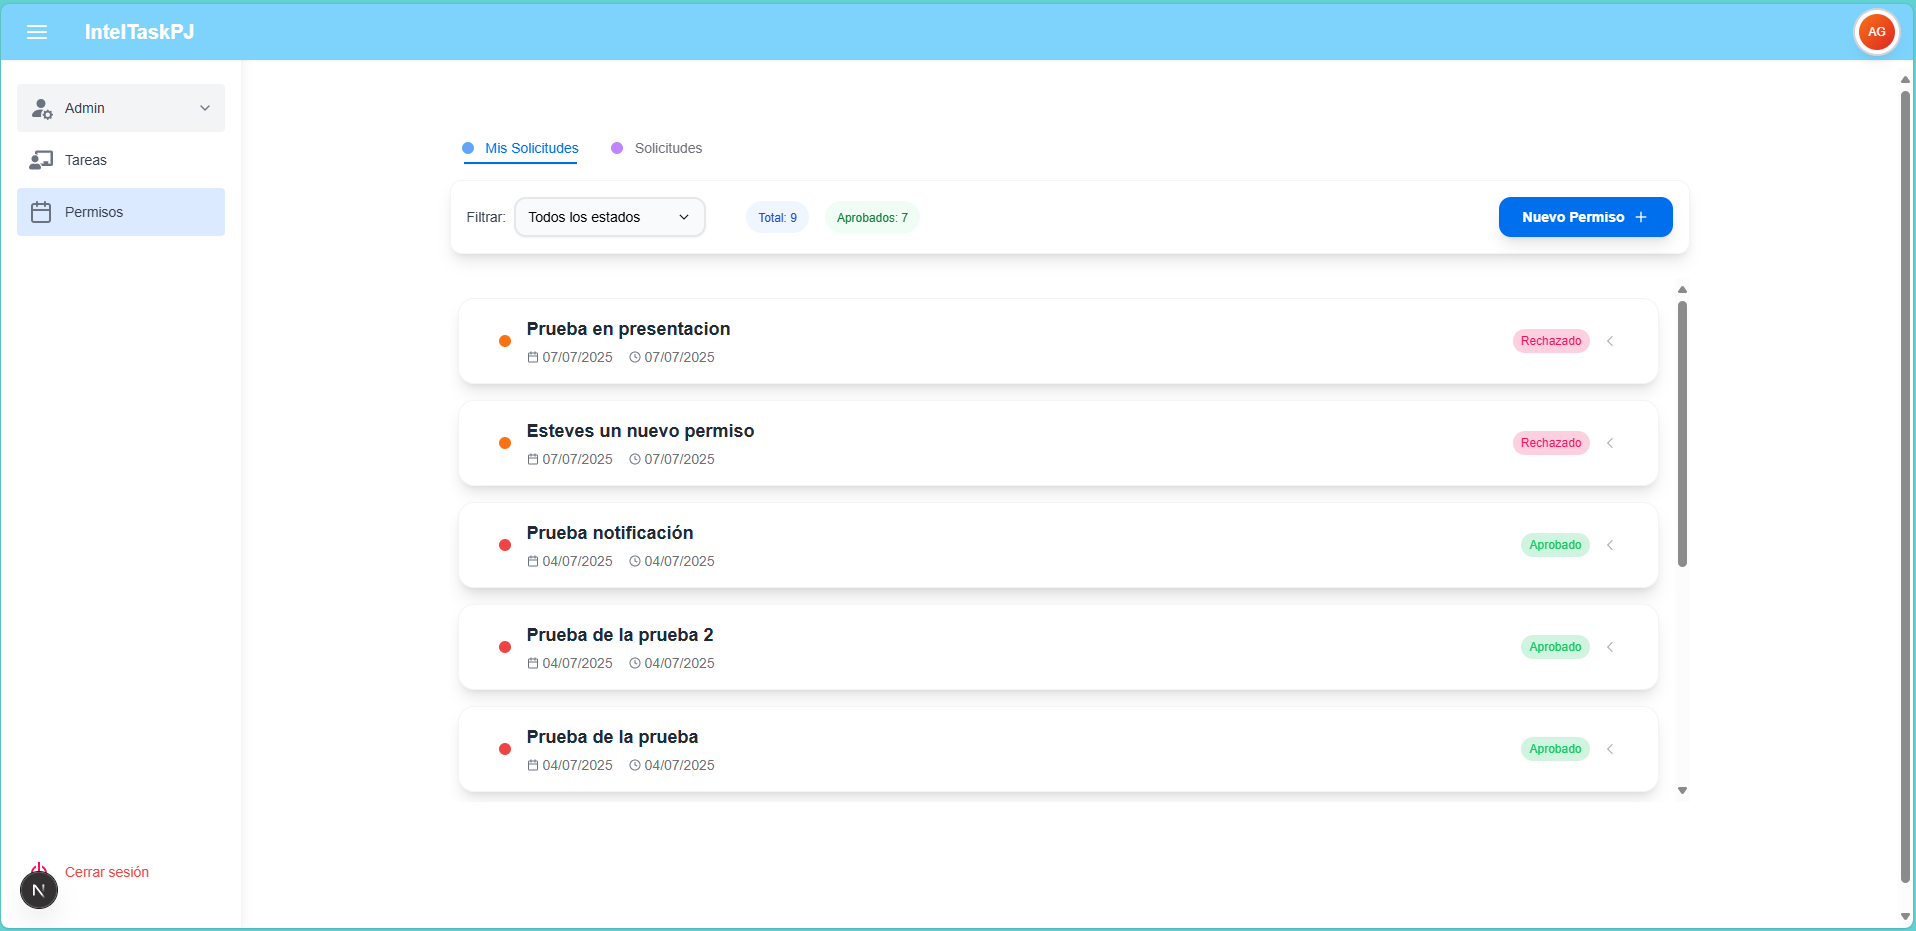 IntelTaskPJ
AG
Admin
Tareas
Permisos
Mis Solicitudes
Solicitudes
Filtrar:
Todos los estados
Total: 9
Aprobados: 7
Nuevo Permiso +
Prueba en presentacion
07/07/2025 07/07/2025
Rechazado
Esteves un nuevo permiso
07/07/2025 07/07/2025
Rechazado
Prueba notificación
04/07/2025 04/07/2025
Aprobado
Prueba de la prueba 2
04/07/2025 04/07/2025
Aprobado
Prueba de la prueba
04/07/2025 04/07/2025
Aprobado
Cerrar sesión
N